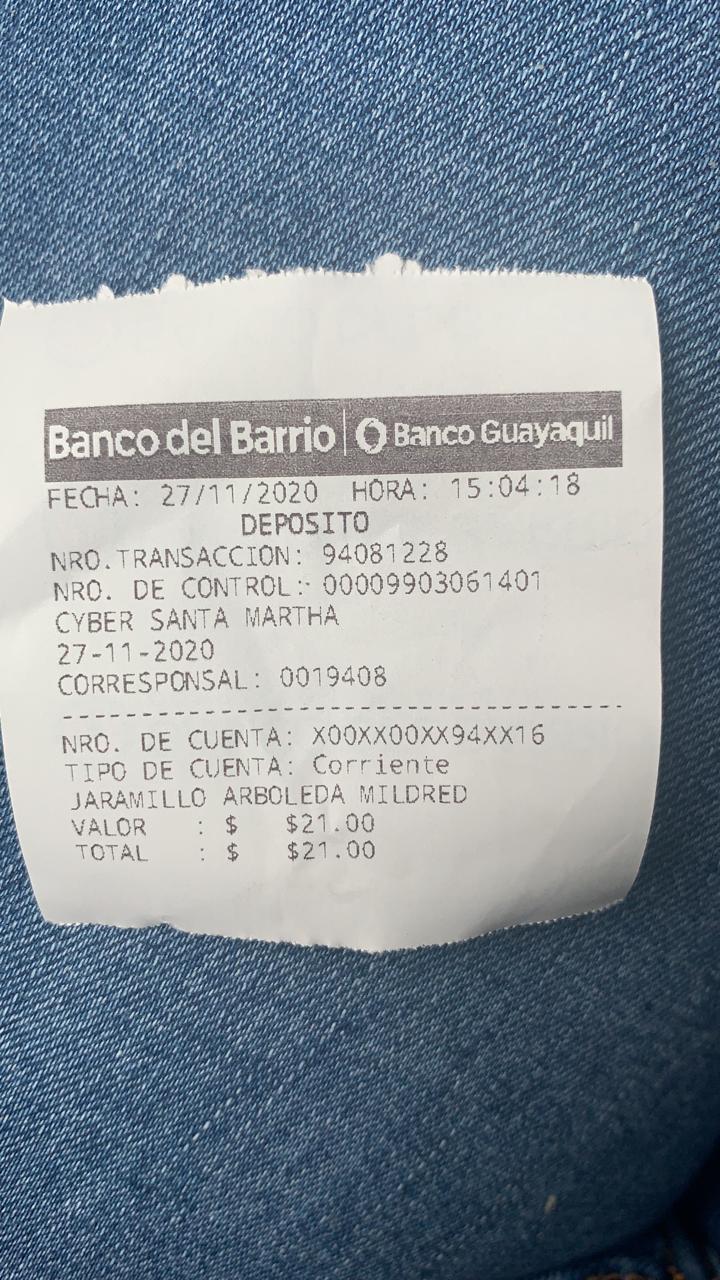 Banco del Barrio | Banco Guayaquil
FECHA: 27/11/2020 HORA: 15:04:18
DEPOSITO
NRO.TRANSACCION: 94081228
NRO. DE CONTROL: 00009903061401
CYBER SANTA MARTHA
27-11-2020
CORRESPONSAL: 0019408
NRO. DE CUENTA: X00XX00XX94XX16
TIPO DE CUENTA: Corriente
JARAMILLO ARBOLEDA MILDRED
VALOR : $ $21.00
TOTAL : $ $21.00